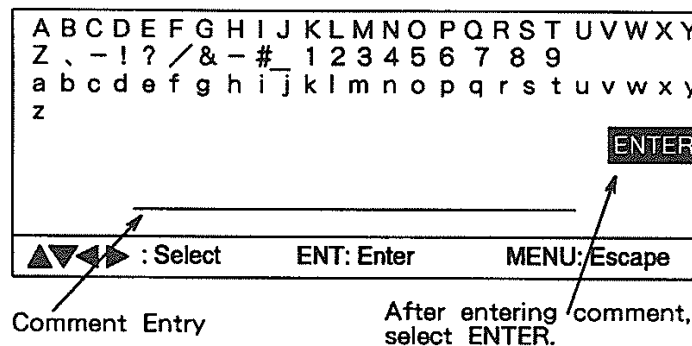 A B C D E F G H I J K L M N O P Q R S T U V W X Y
Z 、 – ! ? ／ & – # _ 1 2 3 4 5 6 7 8 9
a b c d e f g h i j k l m n o p q r s t u v w x y
z
ENTER
▲▼◀▶ : Select ENT: Enter MENU: Escape
Comment Entry
After entering comment,
select ENTER.